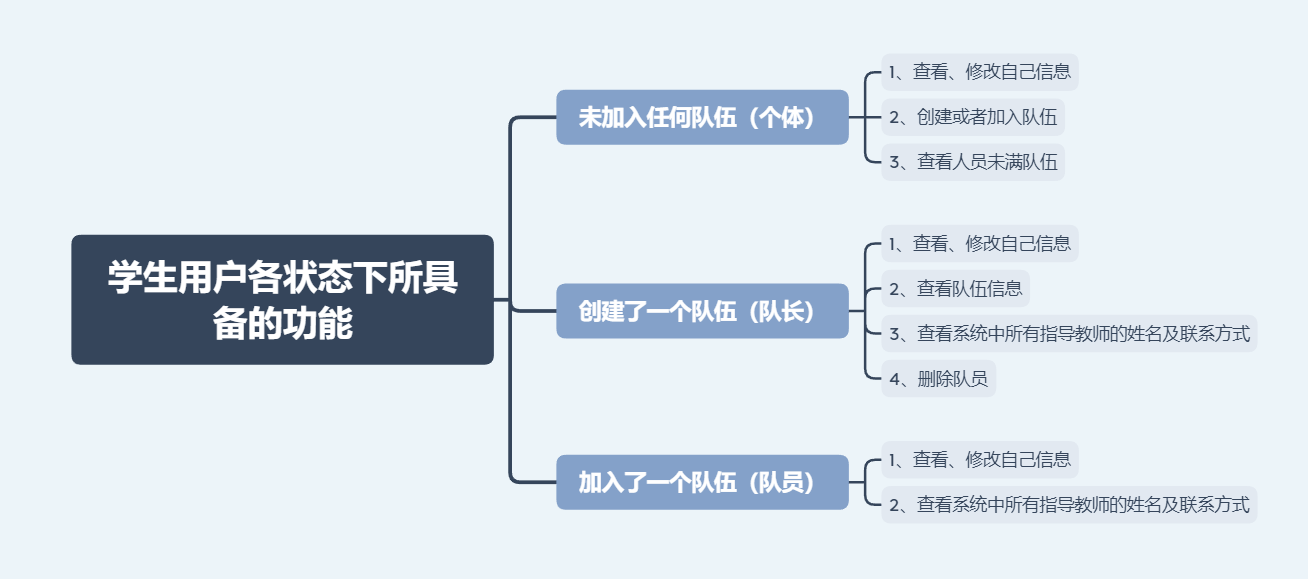 学生用户各状态下所具
备的功能
未加入任何队伍（个体）
1、查看、修改自己信息
2、创建或者加入队伍
3、查看人员未满队伍
创建了一个队伍（队长）
1、查看、修改自己信息
2、查看队伍信息
3、查看系统中所有指导教师的姓名及联系方式
4、删除队员
加入了一个队伍（队员）
1、查看、修改自己信息
2、查看系统中所有指导教师的姓名及联系方式